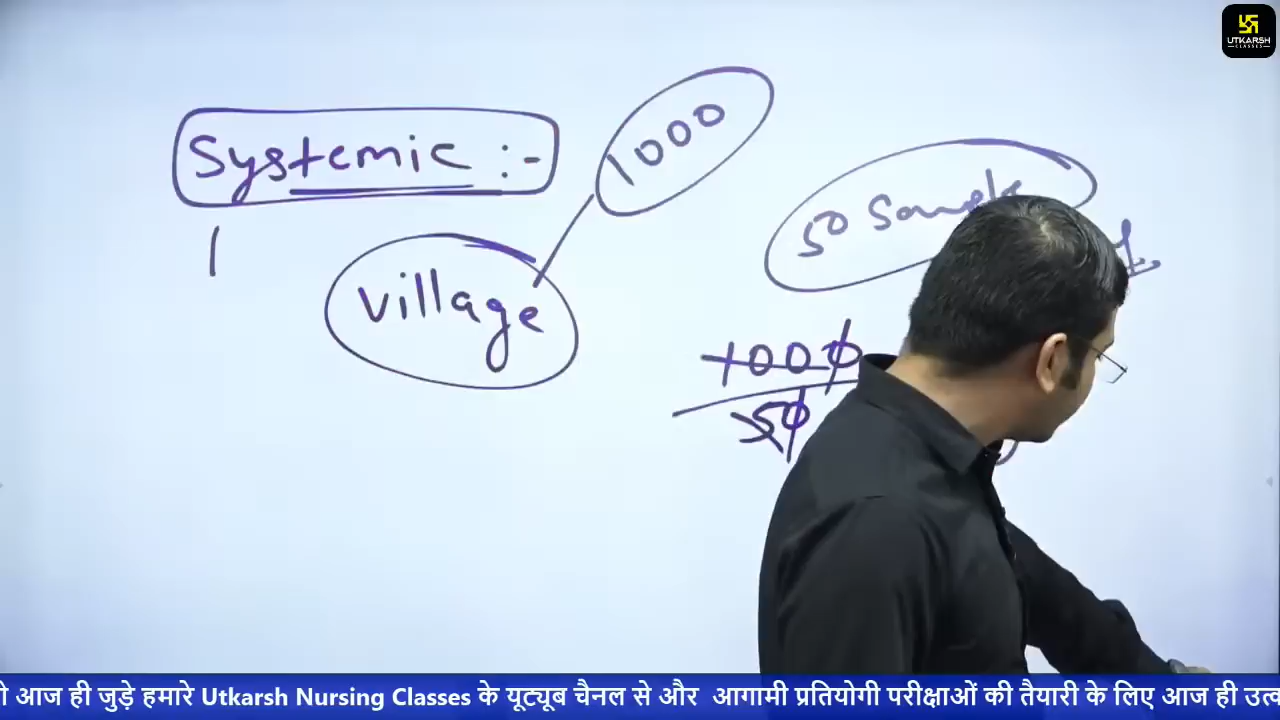 UTKARSH
CLASSES
Systemic :-
1000
50 Sample
village
1000
50
ो आज ही जुड़े हमारे Utkarsh Nursing Classes के यूट्यूब चैनल से और आगामी प्रतियोगी परीक्षाओं की तैयारी के लिए आज ही उत्क